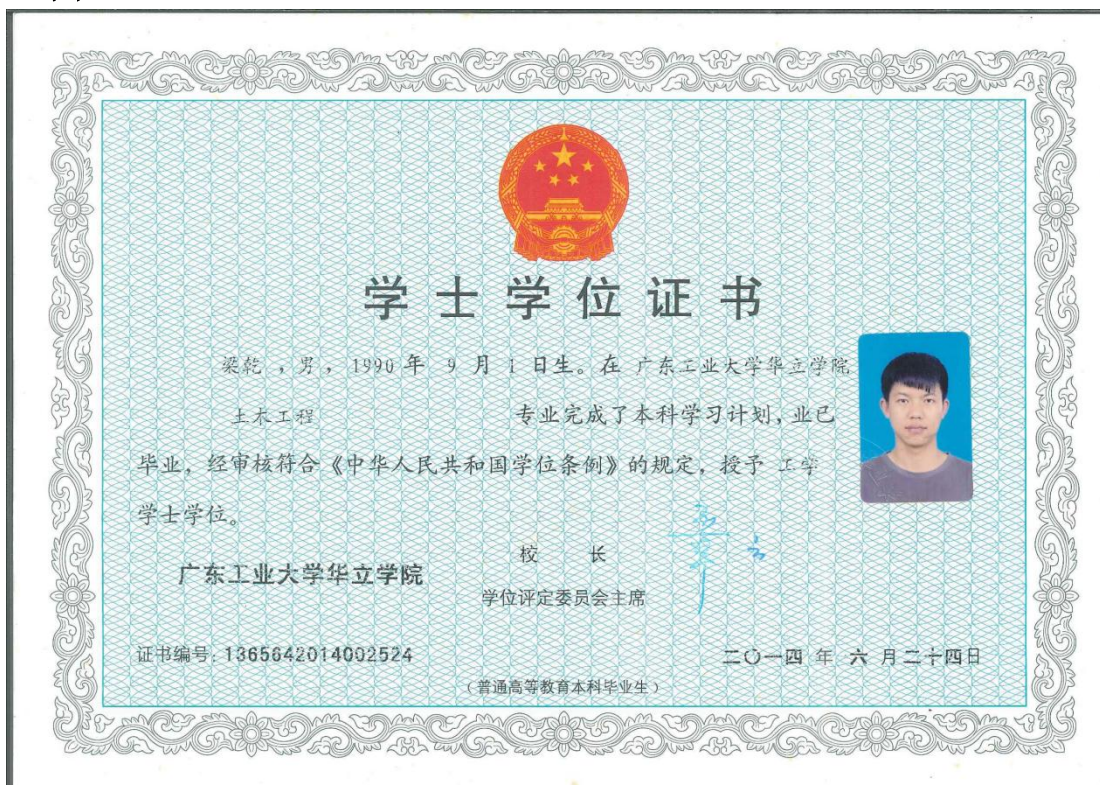 学士学位证书
梁乾，男，1990年 9 月 1 日生。在 广东工业大学华立学院
土木工程 专业完成了本科学习计划，业已
毕业，经审核符合《中华人民共和国学位条例》的规定，授予 工学
学士学位。
校 长
广东工业大学华立学院
学位评定委员会主席
证书编号：1365642014002524
二〇一四 年 六 月二十四日
（普通高等教育本科毕业生）